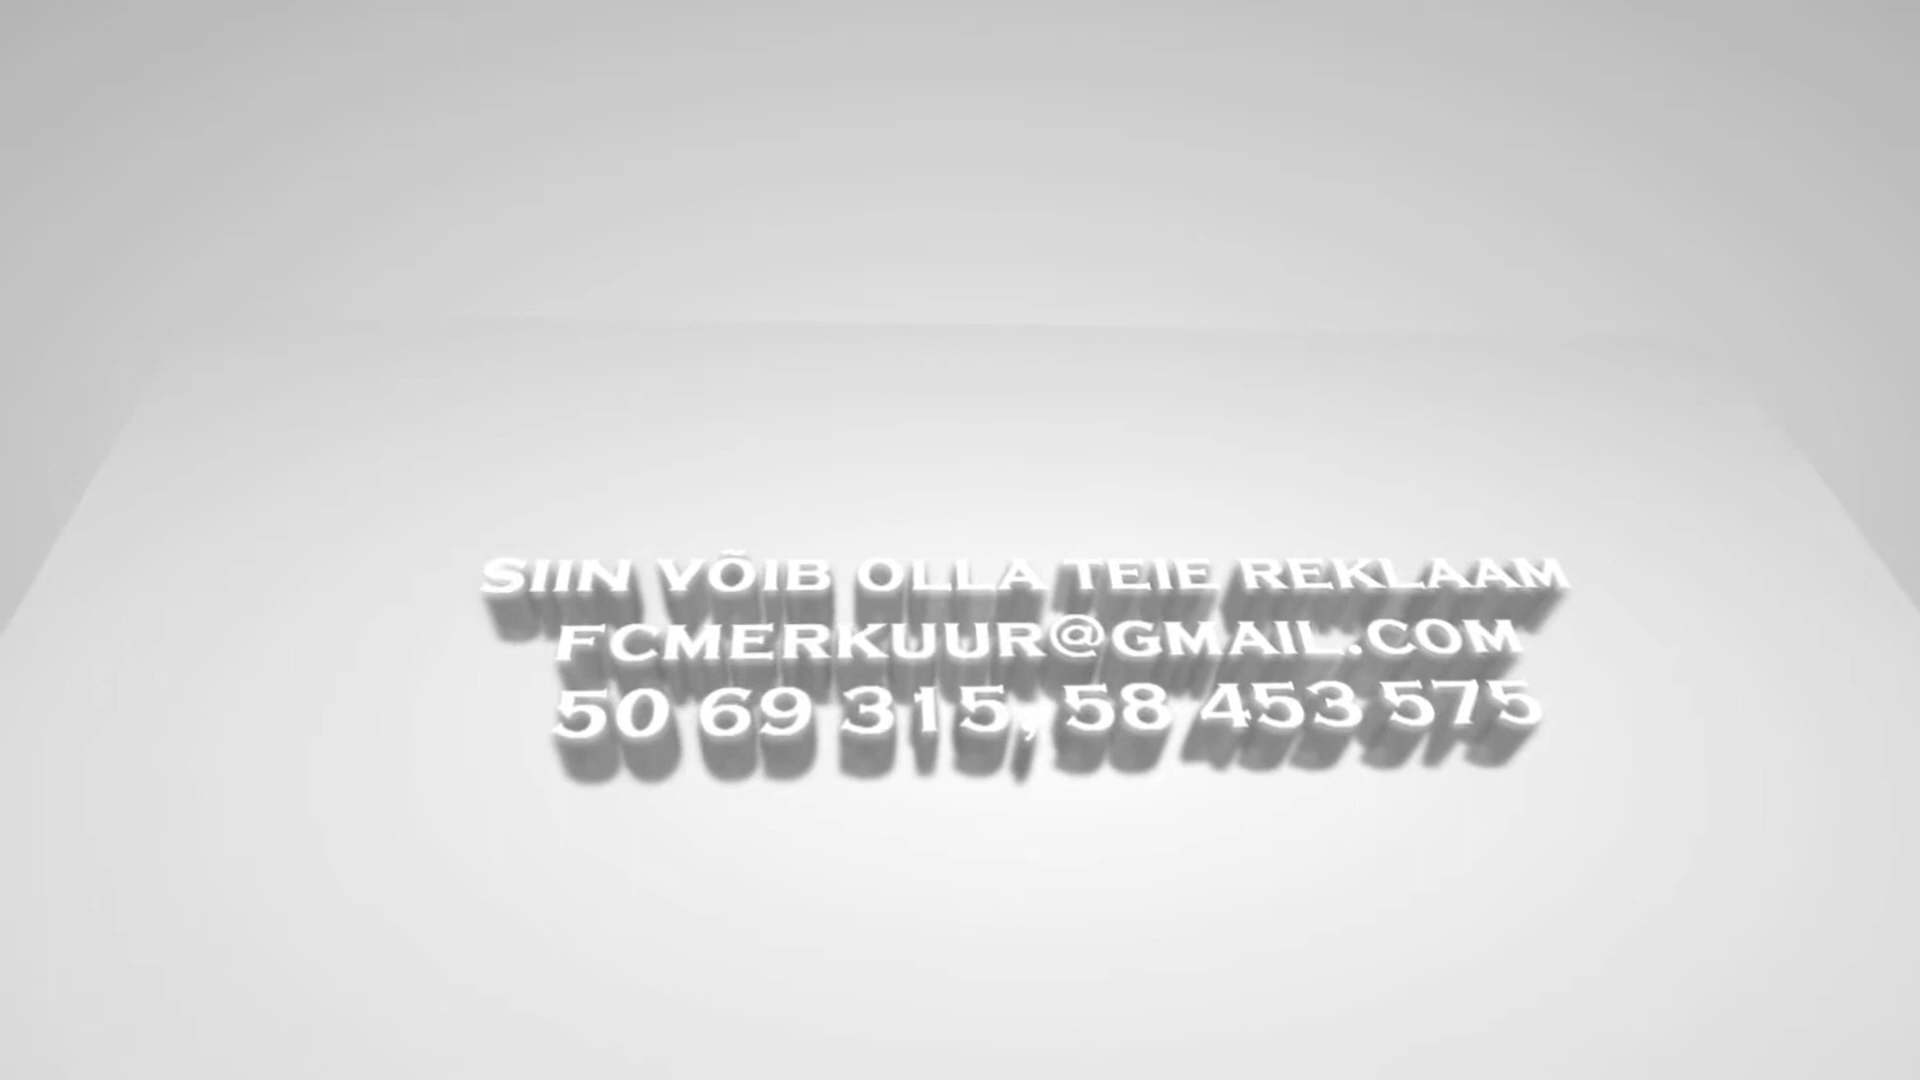 SIIN VÕIB OLLA TEIE REKLAAM
FCMERKUUR@GMAIL.COM
50 69 315, 58 453 575